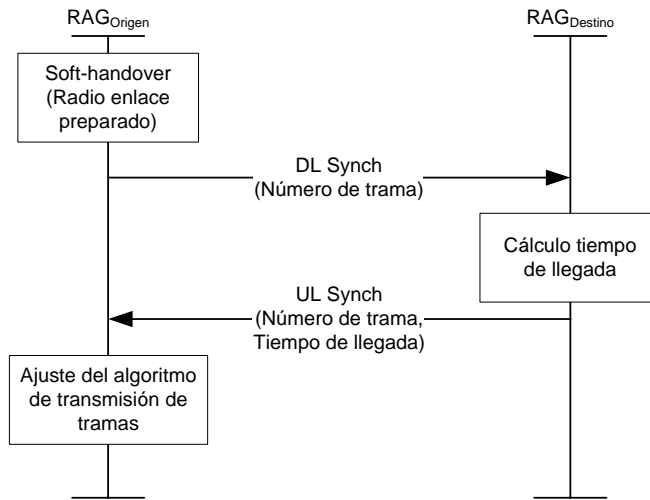 RAGOrigen
RAGDestino
Soft-handover
(Radio enlace
preparado)
DL Synch
(Número de trama)
Cálculo tiempo
de llegada
UL Synch
(Número de trama,
Tiempo de llegada)
Ajuste del algoritmo
de transmisión de
tramas